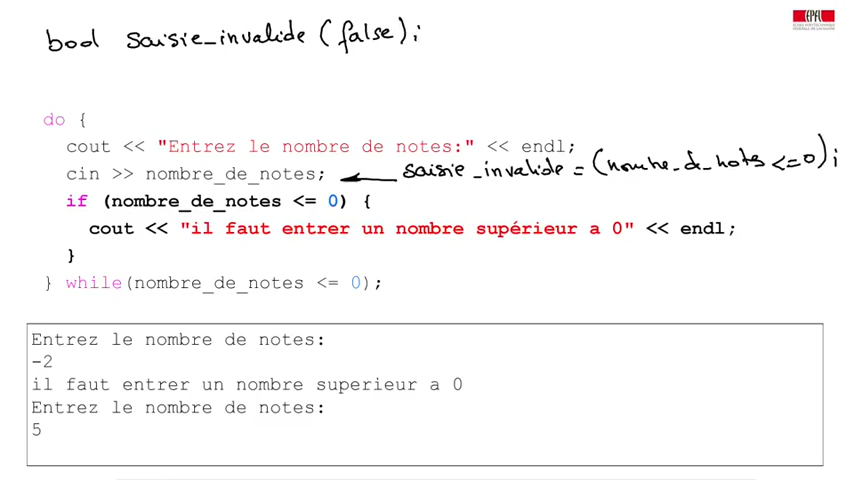 EPFL
bool saisie_invalide (false);
do {
cout << "Entrez le nombre de notes:" << endl;
cin >> nombre_de_notes; saisie_invalide = (nombre_de_notes <=0);
if (nombre_de_notes <= 0) {
cout << "il faut entrer un nombre supérieur a 0" << endl;
}
} while(nombre_de_notes <= 0);
Entrez le nombre de notes:
-2
il faut entrer un nombre superieur a 0
Entrez le nombre de notes:
5